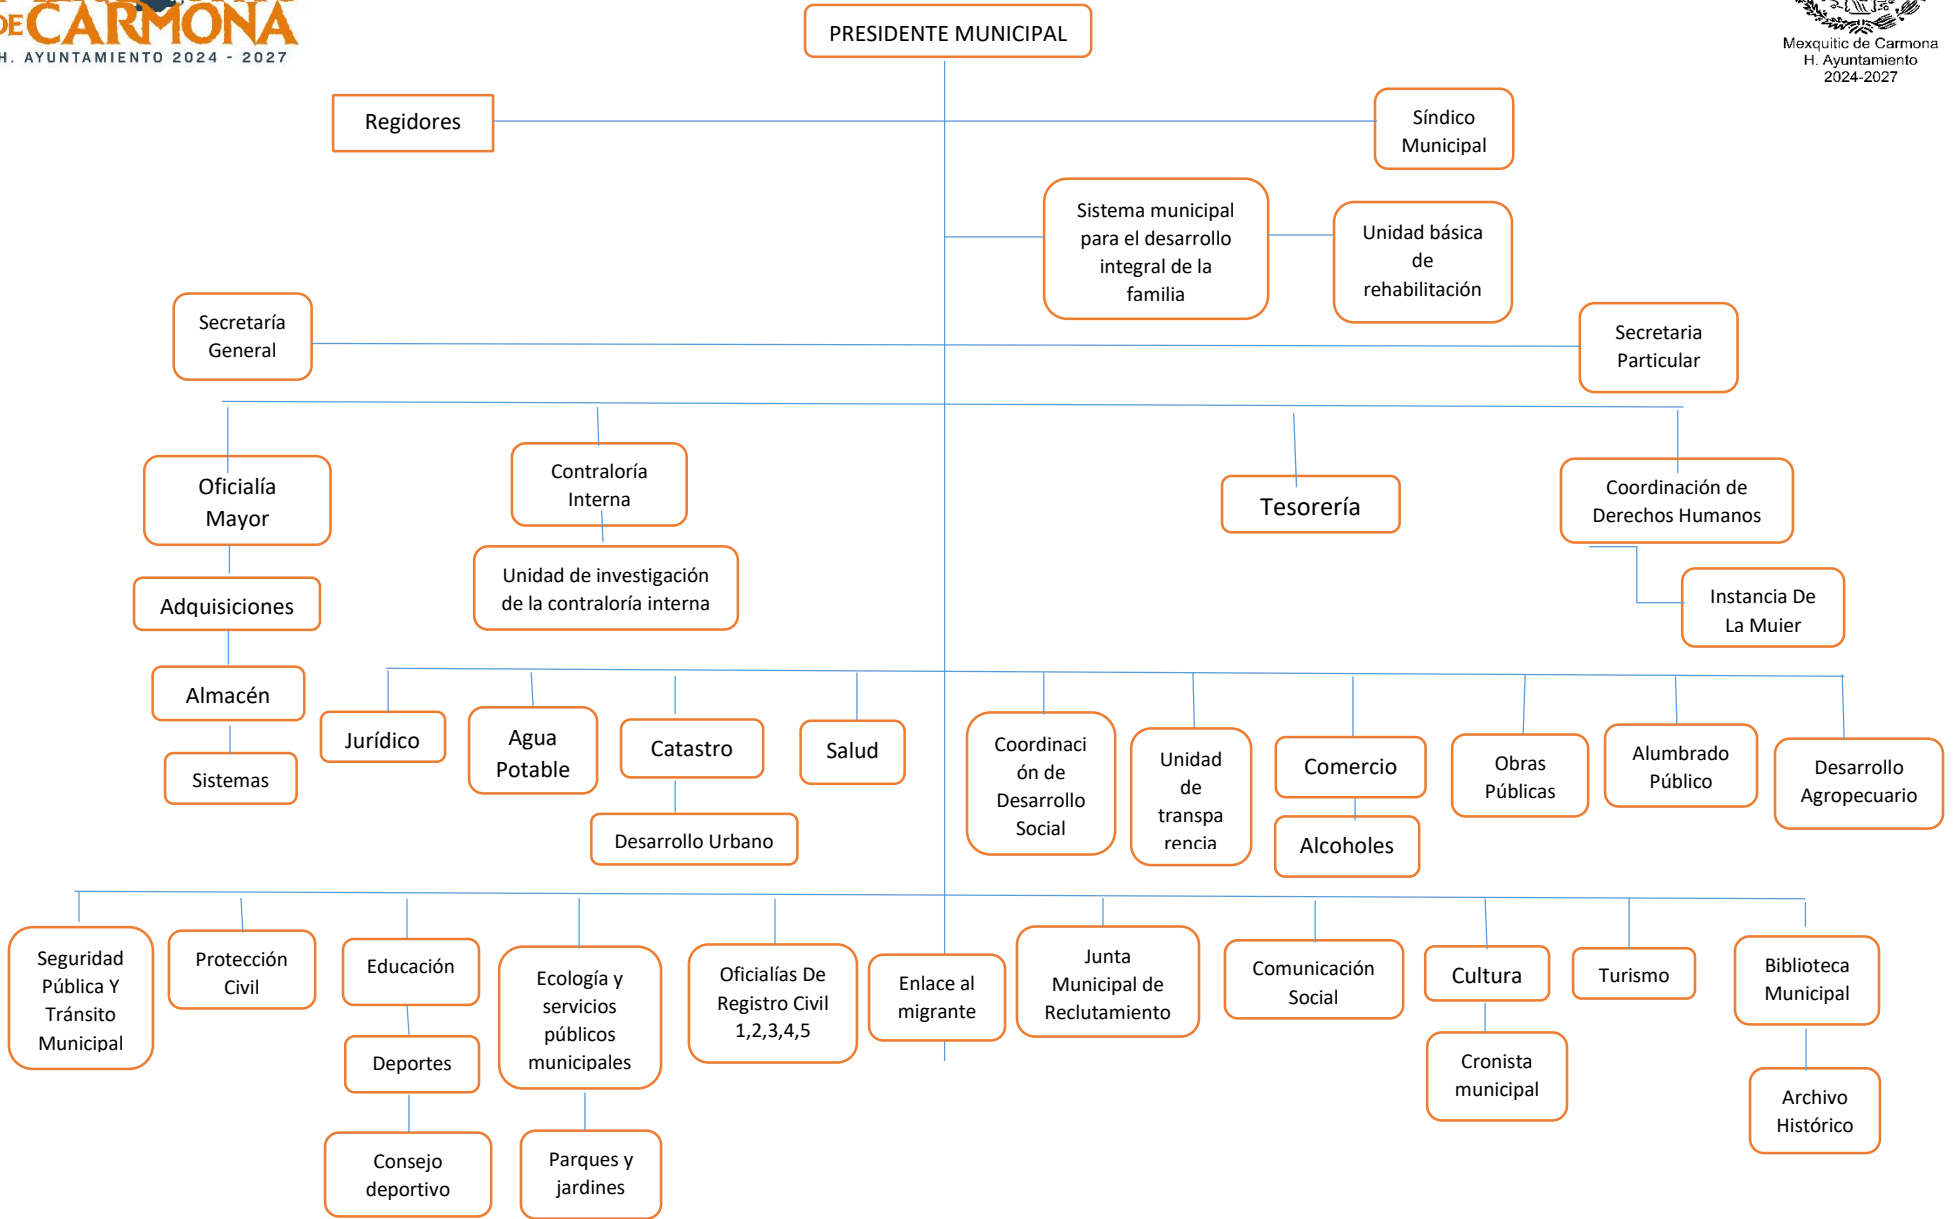 DE CARMONA
H. AYUNTAMIENTO 2024 - 2027
PRESIDENTE MUNICIPAL
Mexquitic de Carmona
H. Ayuntamiento
2024-2027
Regidores
Síndico
Municipal
Sistema municipal
para el desarrollo
integral de la
familia
Unidad básica
de
rehabilitación
Secretaría
General
Secretaria
Particular
Oficialía
Mayor
Contraloría
Interna
Tesorería
Coordinación de
Derechos Humanos
Adquisiciones
Unidad de investigación
de la contraloría interna
Instancia De
La Mujer
Almacén
Sistemas
Jurídico
Agua
Potable
Catastro
Salud
Coordinaci
ón de
Desarrollo
Social
Unidad
de
transpa
rencia
Comercio
Obras
Públicas
Alumbrado
Público
Desarrollo
Agropecuario
Desarrollo Urbano
Alcoholes
Seguridad
Pública Y
Tránsito
Municipal
Protección
Civil
Educación
Ecología y
servicios
públicos
municipales
Oficialías De
Registro Civil
1,2,3,4,5
Enlace al
migrante
Junta
Municipal de
Reclutamiento
Comunicación
Social
Cultura
Turismo
Biblioteca
Municipal
Deportes
Cronista
municipal
Archivo
Histórico
Consejo
deportivo
Parques y
jardines